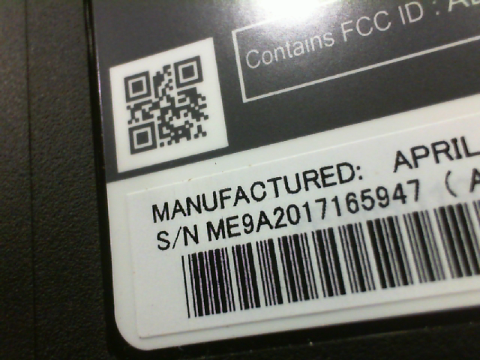 Contains FCC ID :
MANUFACTURED: APRIL
S/N ME9A2017165947 ( A